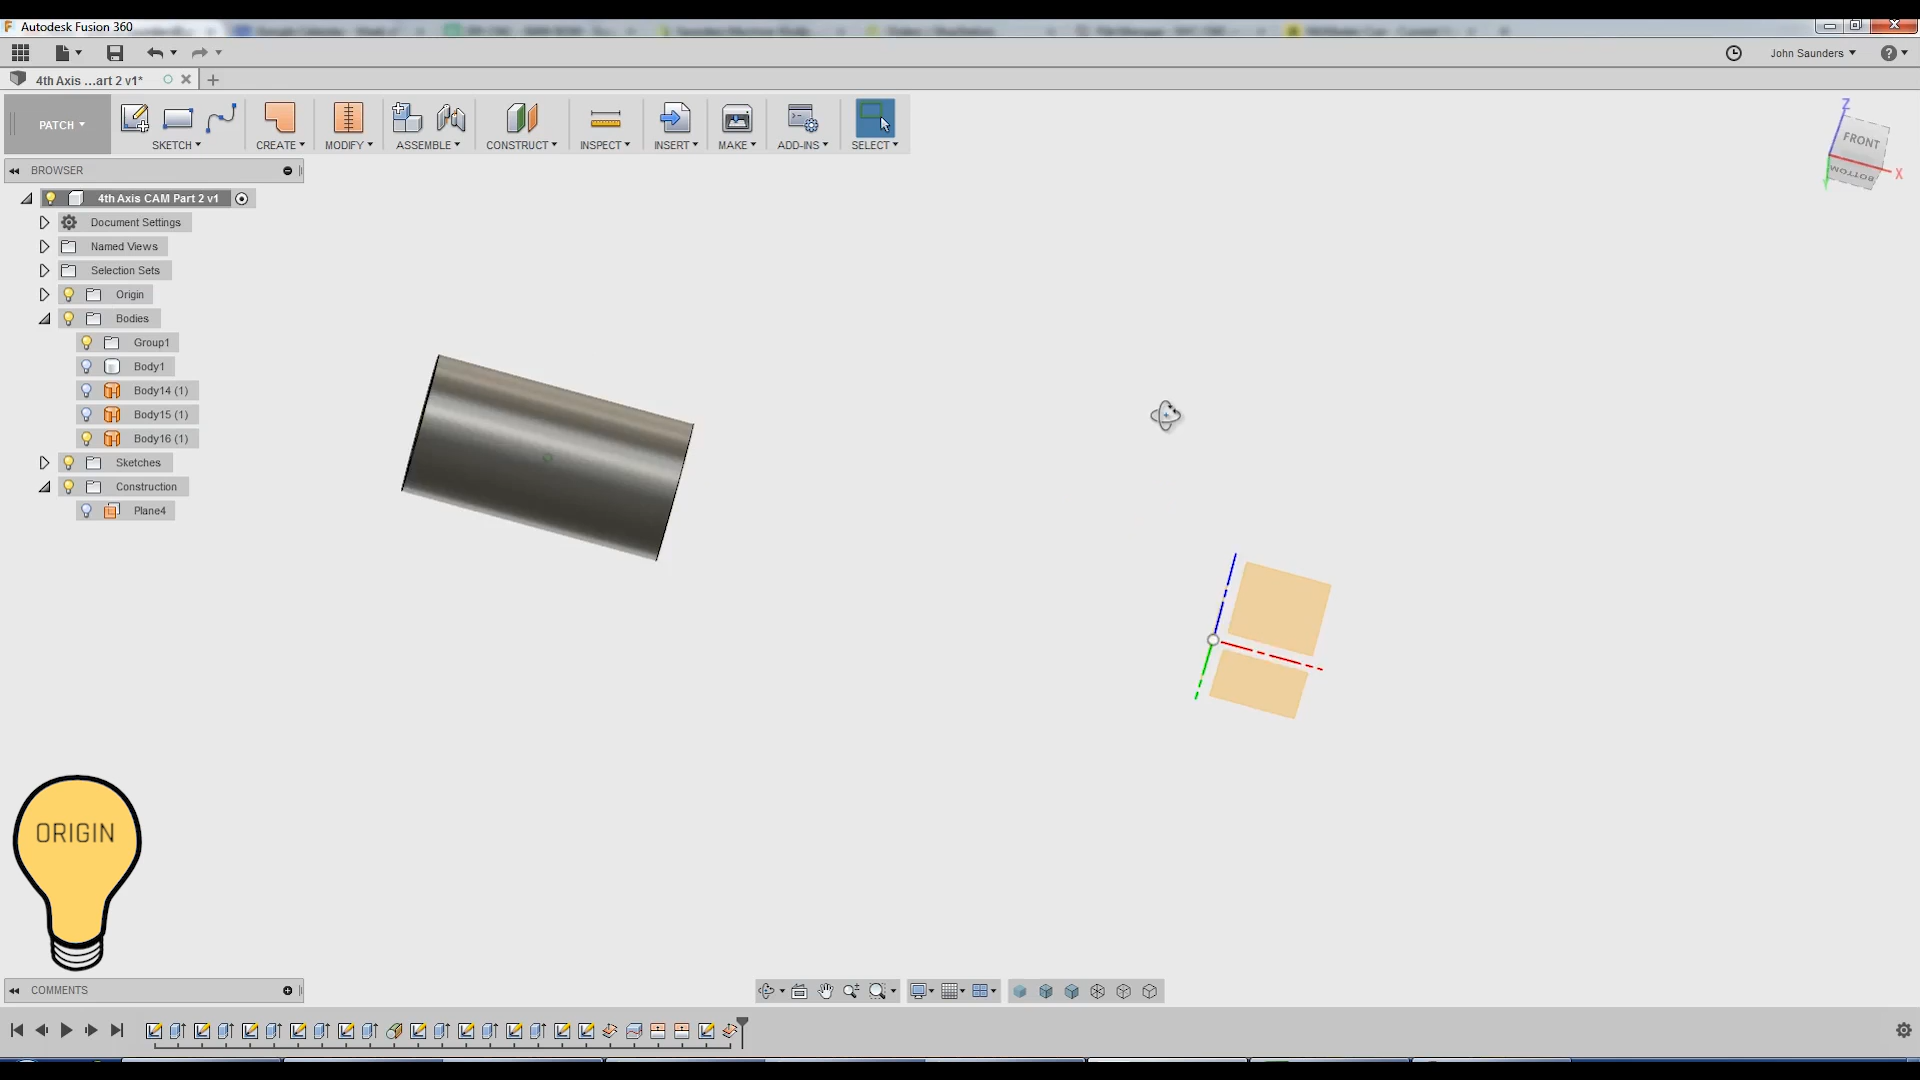 Autodesk Fusion 360
John Saunders
4th Axis ...art 2 v1*
PATCH
SKETCH
CREATE
MODIFY
ASSEMBLE
CONSTRUCT
INSPECT
INSERT
MAKE
ADD-INS
SELECT
Z
FRONT
BOTTOM
X
BROWSER
4th Axis CAM Part 2 v1
Document Settings
Named Views
Selection Sets
Origin
Bodies
Group1
Body1
Body14 (1)
Body15 (1)
Body16 (1)
Sketches
Construction
Plane4
ORIGIN
COMMENTS